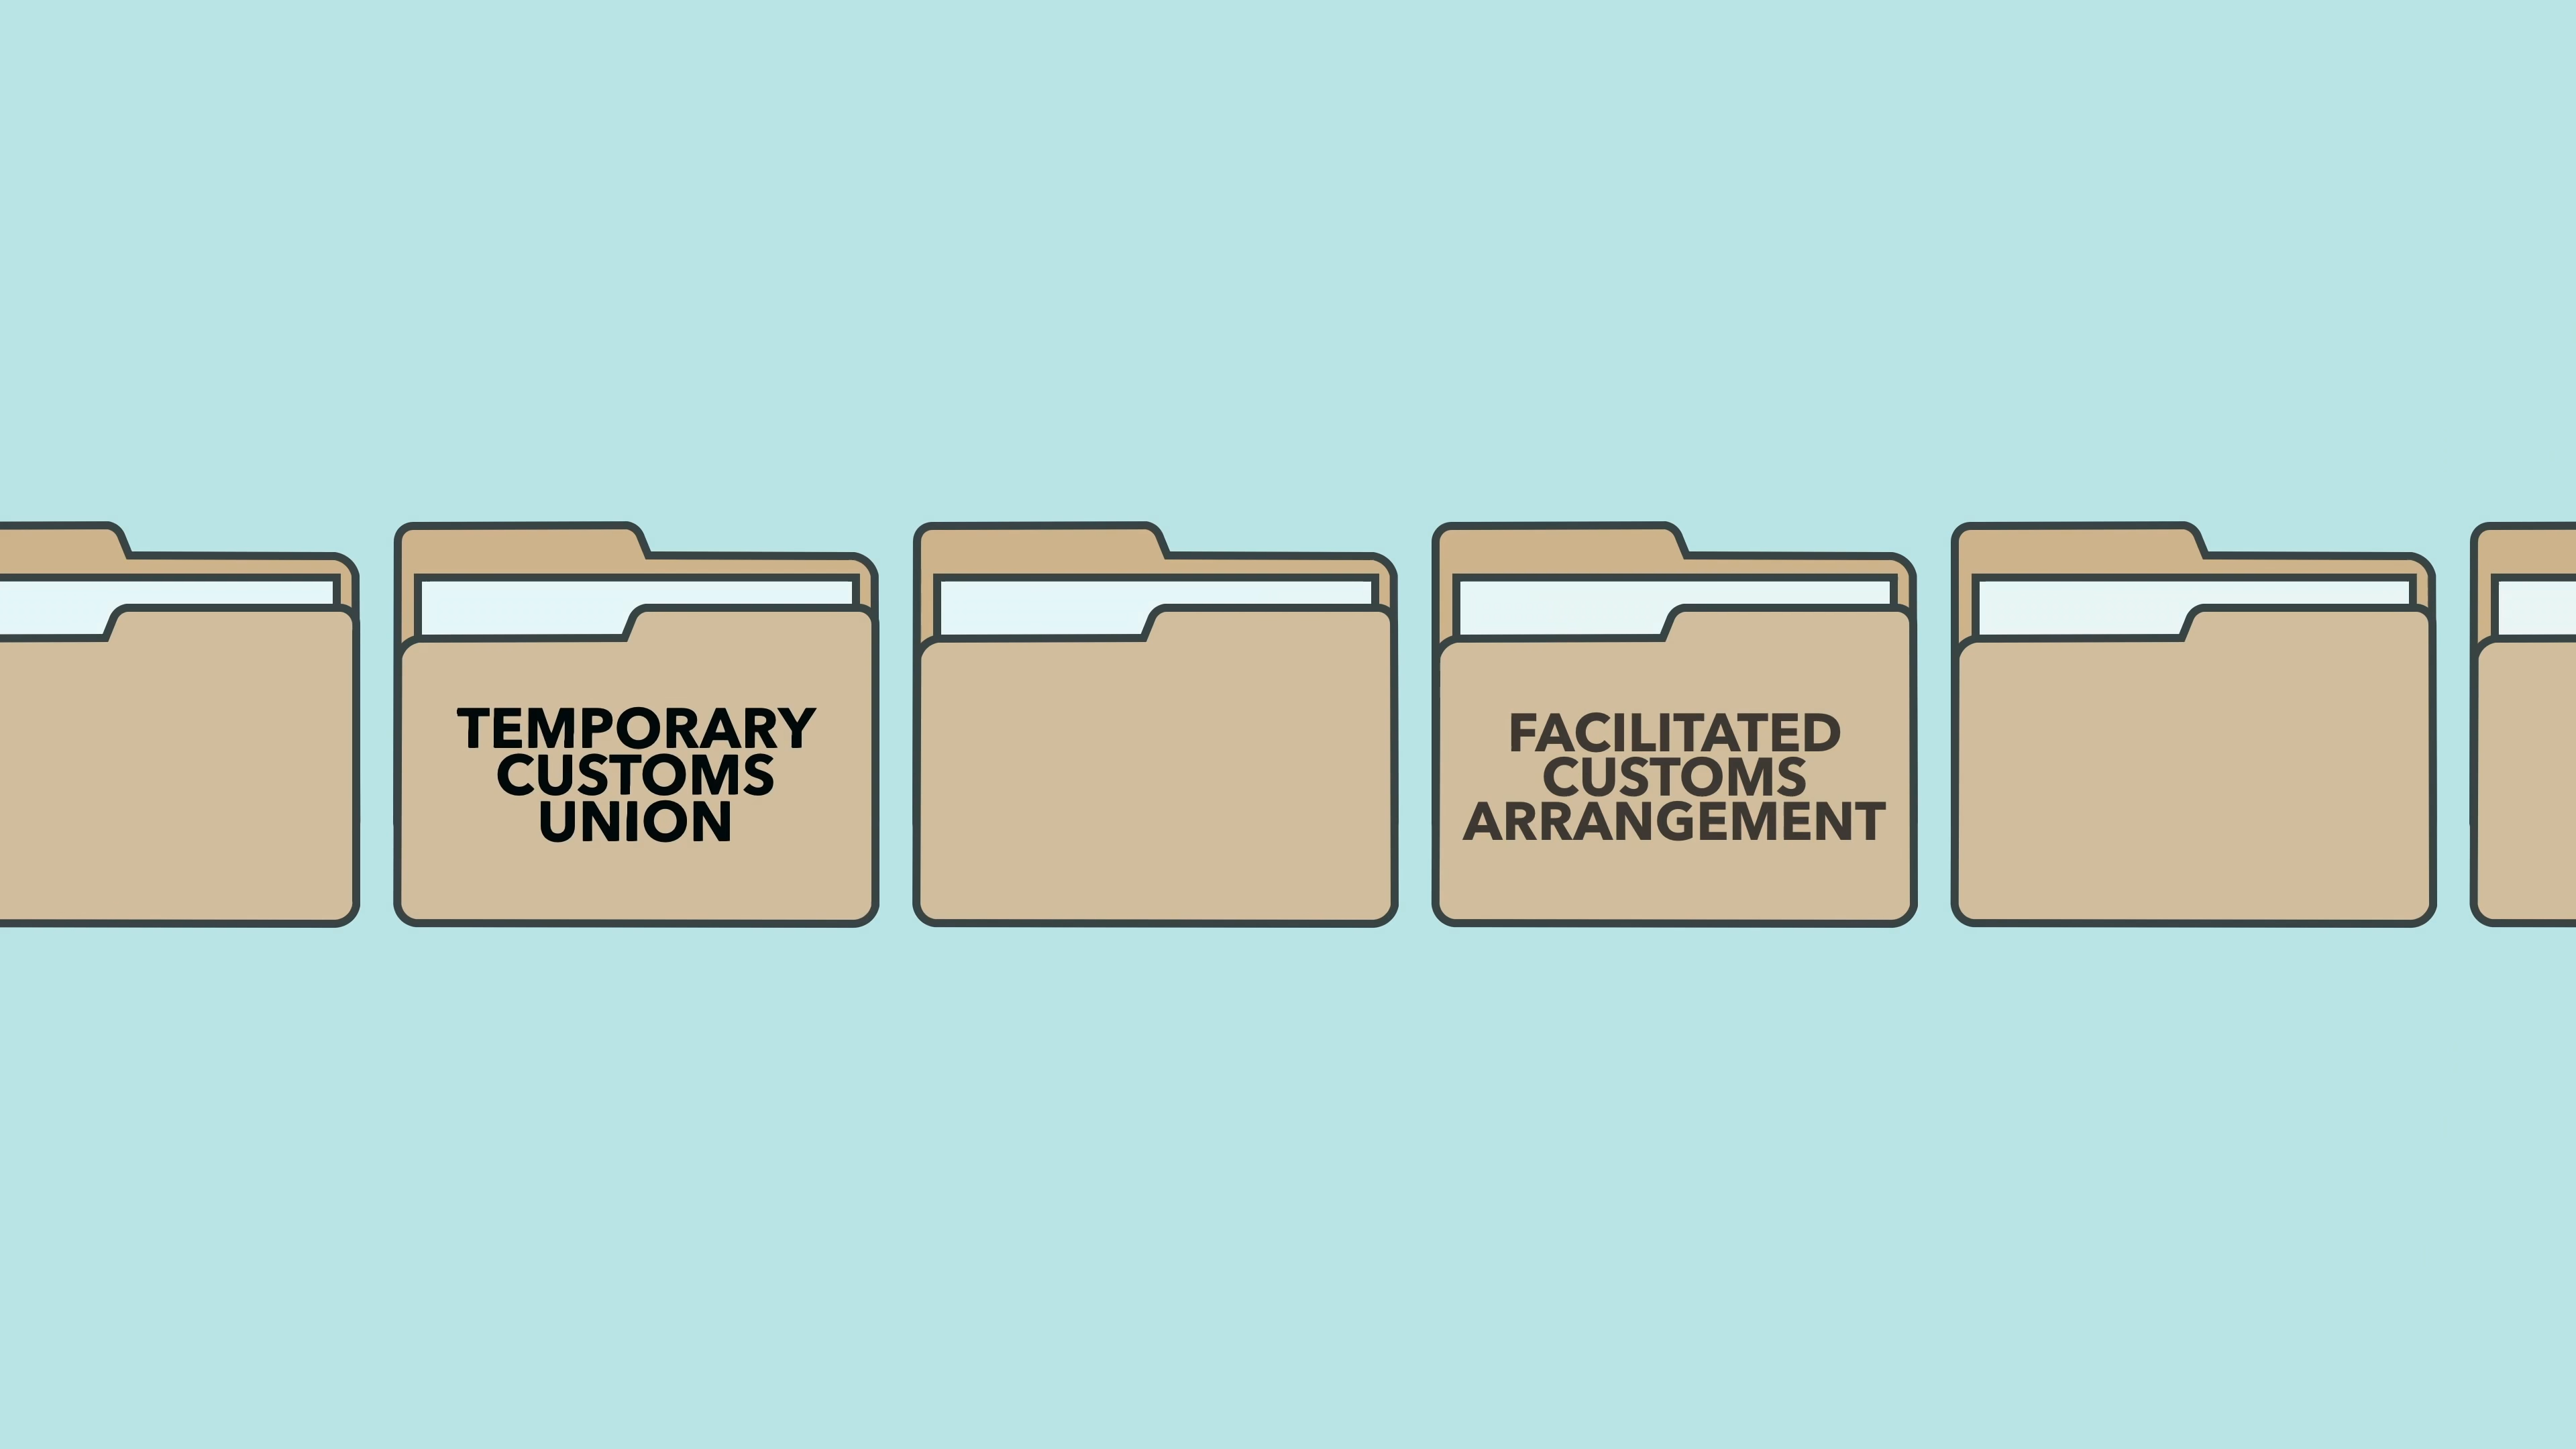 TEMPORARY
CUSTOMS
UNION
FACILITATED
CUSTOMS
ARRANGEMENT